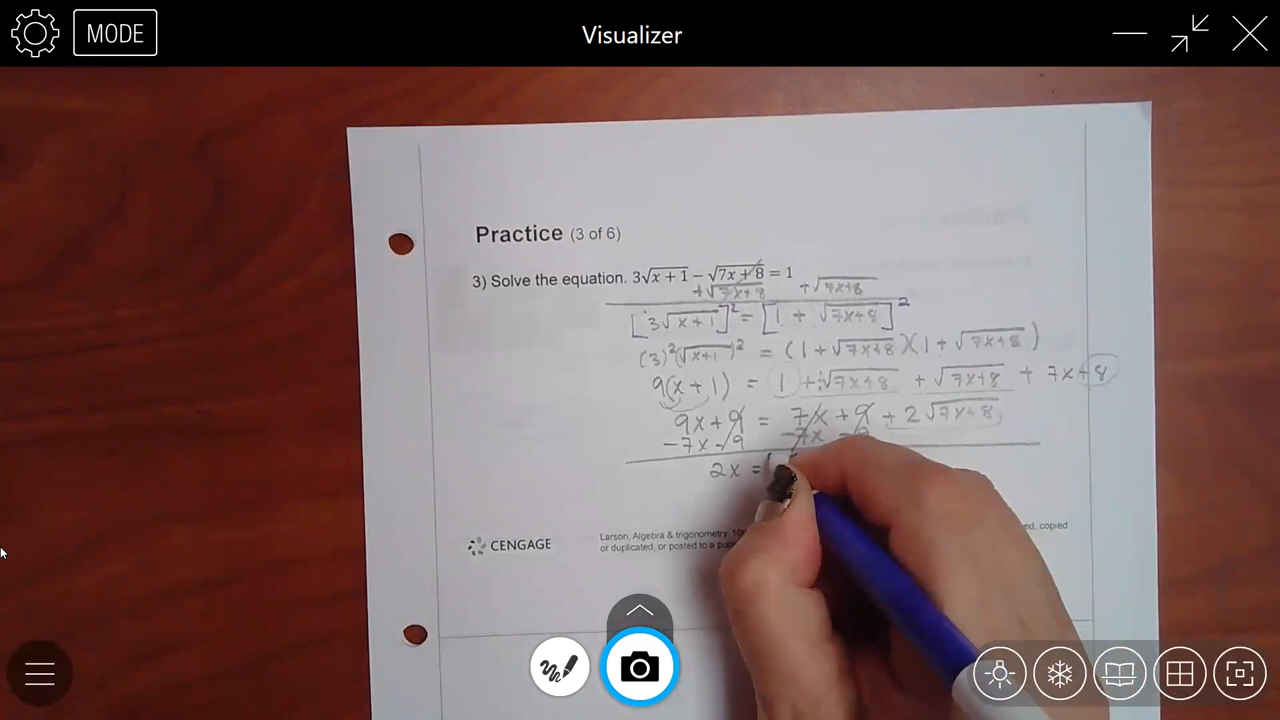 MODE
Visualizer
Practice (3 of 6)
3) Solve the equation. 3√x + 1 − √7x + 8 = 1
+√7x+8 +√7x+8
[3√x+1]² = [1 + √7x+8]²
(3)²(√x+1)² = (1+√7x+8)(1+√7x+8)
9(x+1) = 1 + √7x+8 + √7x+8 + 7x+8
9x+9 = 7x+9 + 2√7x+8
−7x −9 −7x −9
2x =
CENGAGE
Larson, Algebra & trigonometry, ed, copied
or duplicated, or posted to a